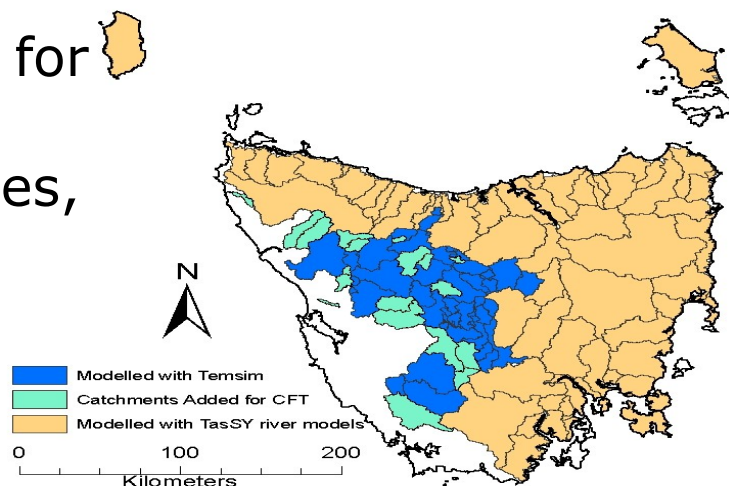 for
es,
N
Modelled with Temsim
Catchments Added for CFT
Modelled with TasSY river models
0 100 200
Kilometers